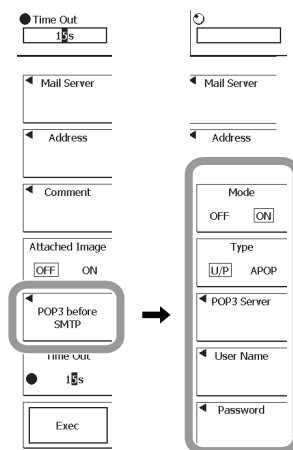 Time Out
15s
Mail Server
Address
Comment
Attached Image
OFF ON
POP3 before
SMTP
Time Out
15s
Exec
Mail Server
Address
Mode
OFF ON
Type
U/P APOP
POP3 Server
User Name
Password